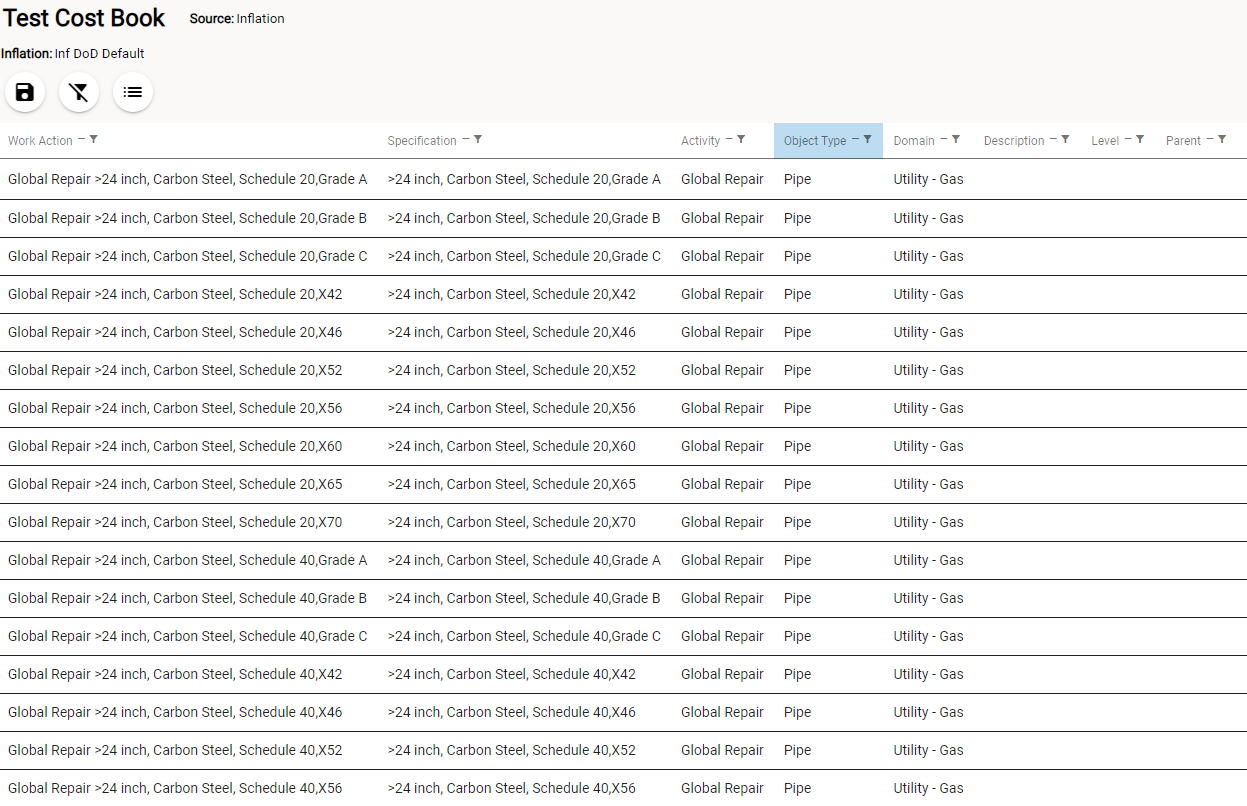 Test Cost Book Source: Inflation
Inflation: Inf DoD Default
Work Action Specification Activity Object Type Domain Description Level Parent
Global Repair >24 inch, Carbon Steel, Schedule 20,Grade A >24 inch, Carbon Steel, Schedule 20,Grade A Global Repair Pipe Utility - Gas
Global Repair >24 inch, Carbon Steel, Schedule 20,Grade B >24 inch, Carbon Steel, Schedule 20,Grade B Global Repair Pipe Utility - Gas
Global Repair >24 inch, Carbon Steel, Schedule 20,Grade C >24 inch, Carbon Steel, Schedule 20,Grade C Global Repair Pipe Utility - Gas
Global Repair >24 inch, Carbon Steel, Schedule 20,X42 >24 inch, Carbon Steel, Schedule 20,X42 Global Repair Pipe Utility - Gas
Global Repair >24 inch, Carbon Steel, Schedule 20,X46 >24 inch, Carbon Steel, Schedule 20,X46 Global Repair Pipe Utility - Gas
Global Repair >24 inch, Carbon Steel, Schedule 20,X52 >24 inch, Carbon Steel, Schedule 20,X52 Global Repair Pipe Utility - Gas
Global Repair >24 inch, Carbon Steel, Schedule 20,X56 >24 inch, Carbon Steel, Schedule 20,X56 Global Repair Pipe Utility - Gas
Global Repair >24 inch, Carbon Steel, Schedule 20,X60 >24 inch, Carbon Steel, Schedule 20,X60 Global Repair Pipe Utility - Gas
Global Repair >24 inch, Carbon Steel, Schedule 20,X65 >24 inch, Carbon Steel, Schedule 20,X65 Global Repair Pipe Utility - Gas
Global Repair >24 inch, Carbon Steel, Schedule 20,X70 >24 inch, Carbon Steel, Schedule 20,X70 Global Repair Pipe Utility - Gas
Global Repair >24 inch, Carbon Steel, Schedule 40,Grade A >24 inch, Carbon Steel, Schedule 40,Grade A Global Repair Pipe Utility - Gas
Global Repair >24 inch, Carbon Steel, Schedule 40,Grade B >24 inch, Carbon Steel, Schedule 40,Grade B Global Repair Pipe Utility - Gas
Global Repair >24 inch, Carbon Steel, Schedule 40,Grade C >24 inch, Carbon Steel, Schedule 40,Grade C Global Repair Pipe Utility - Gas
Global Repair >24 inch, Carbon Steel, Schedule 40,X42 >24 inch, Carbon Steel, Schedule 40,X42 Global Repair Pipe Utility - Gas
Global Repair >24 inch, Carbon Steel, Schedule 40,X46 >24 inch, Carbon Steel, Schedule 40,X46 Global Repair Pipe Utility - Gas
Global Repair >24 inch, Carbon Steel, Schedule 40,X52 >24 inch, Carbon Steel, Schedule 40,X52 Global Repair Pipe Utility - Gas
Global Repair >24 inch, Carbon Steel, Schedule 40,X56 >24 inch, Carbon Steel, Schedule 40,X56 Global Repair Pipe Utility - Gas